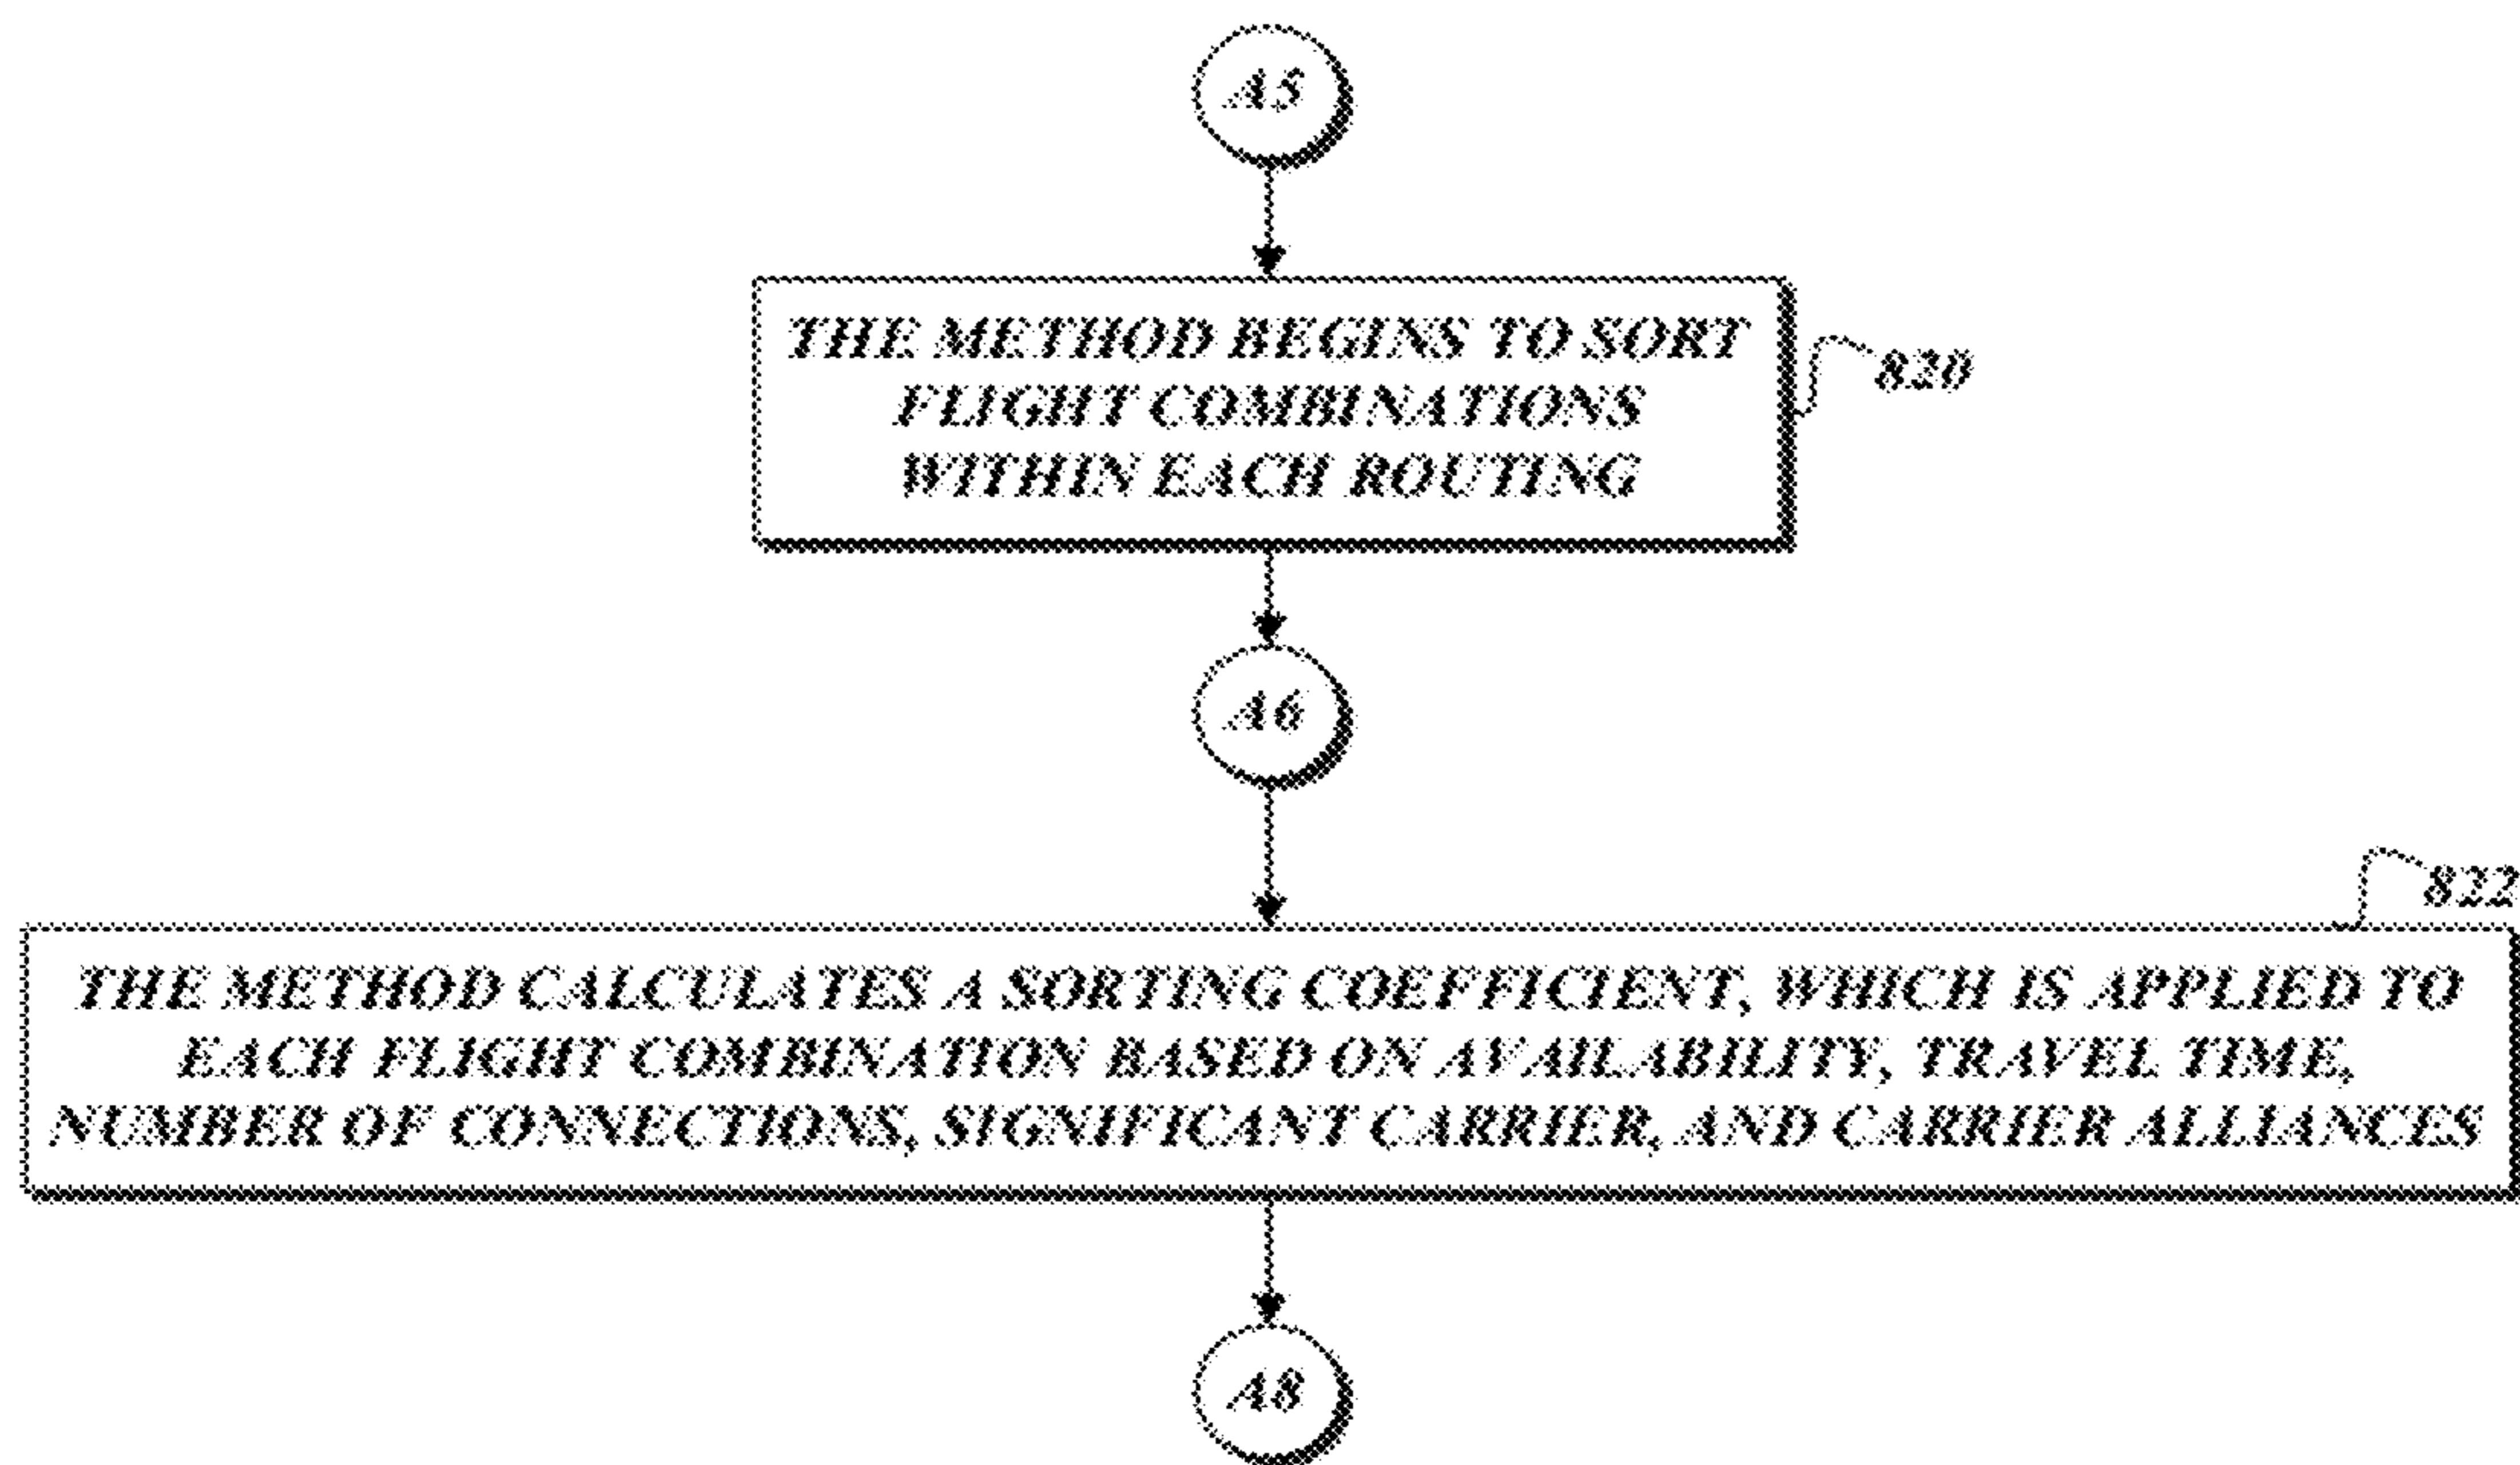 A5
THE METHOD BEGINS TO SORT
FLIGHT COMBINATIONS
WITHIN EACH ROUTING
820
A6
822
THE METHOD CALCULATES A SORTING COEFFICIENT, WHICH IS APPLIED TO
EACH FLIGHT COMBINATION BASED ON AVAILABILITY, TRAVEL TIME,
NUMBER OF CONNECTIONS, SIGNIFICANT CARRIER, AND CARRIER ALLIANCES
A8